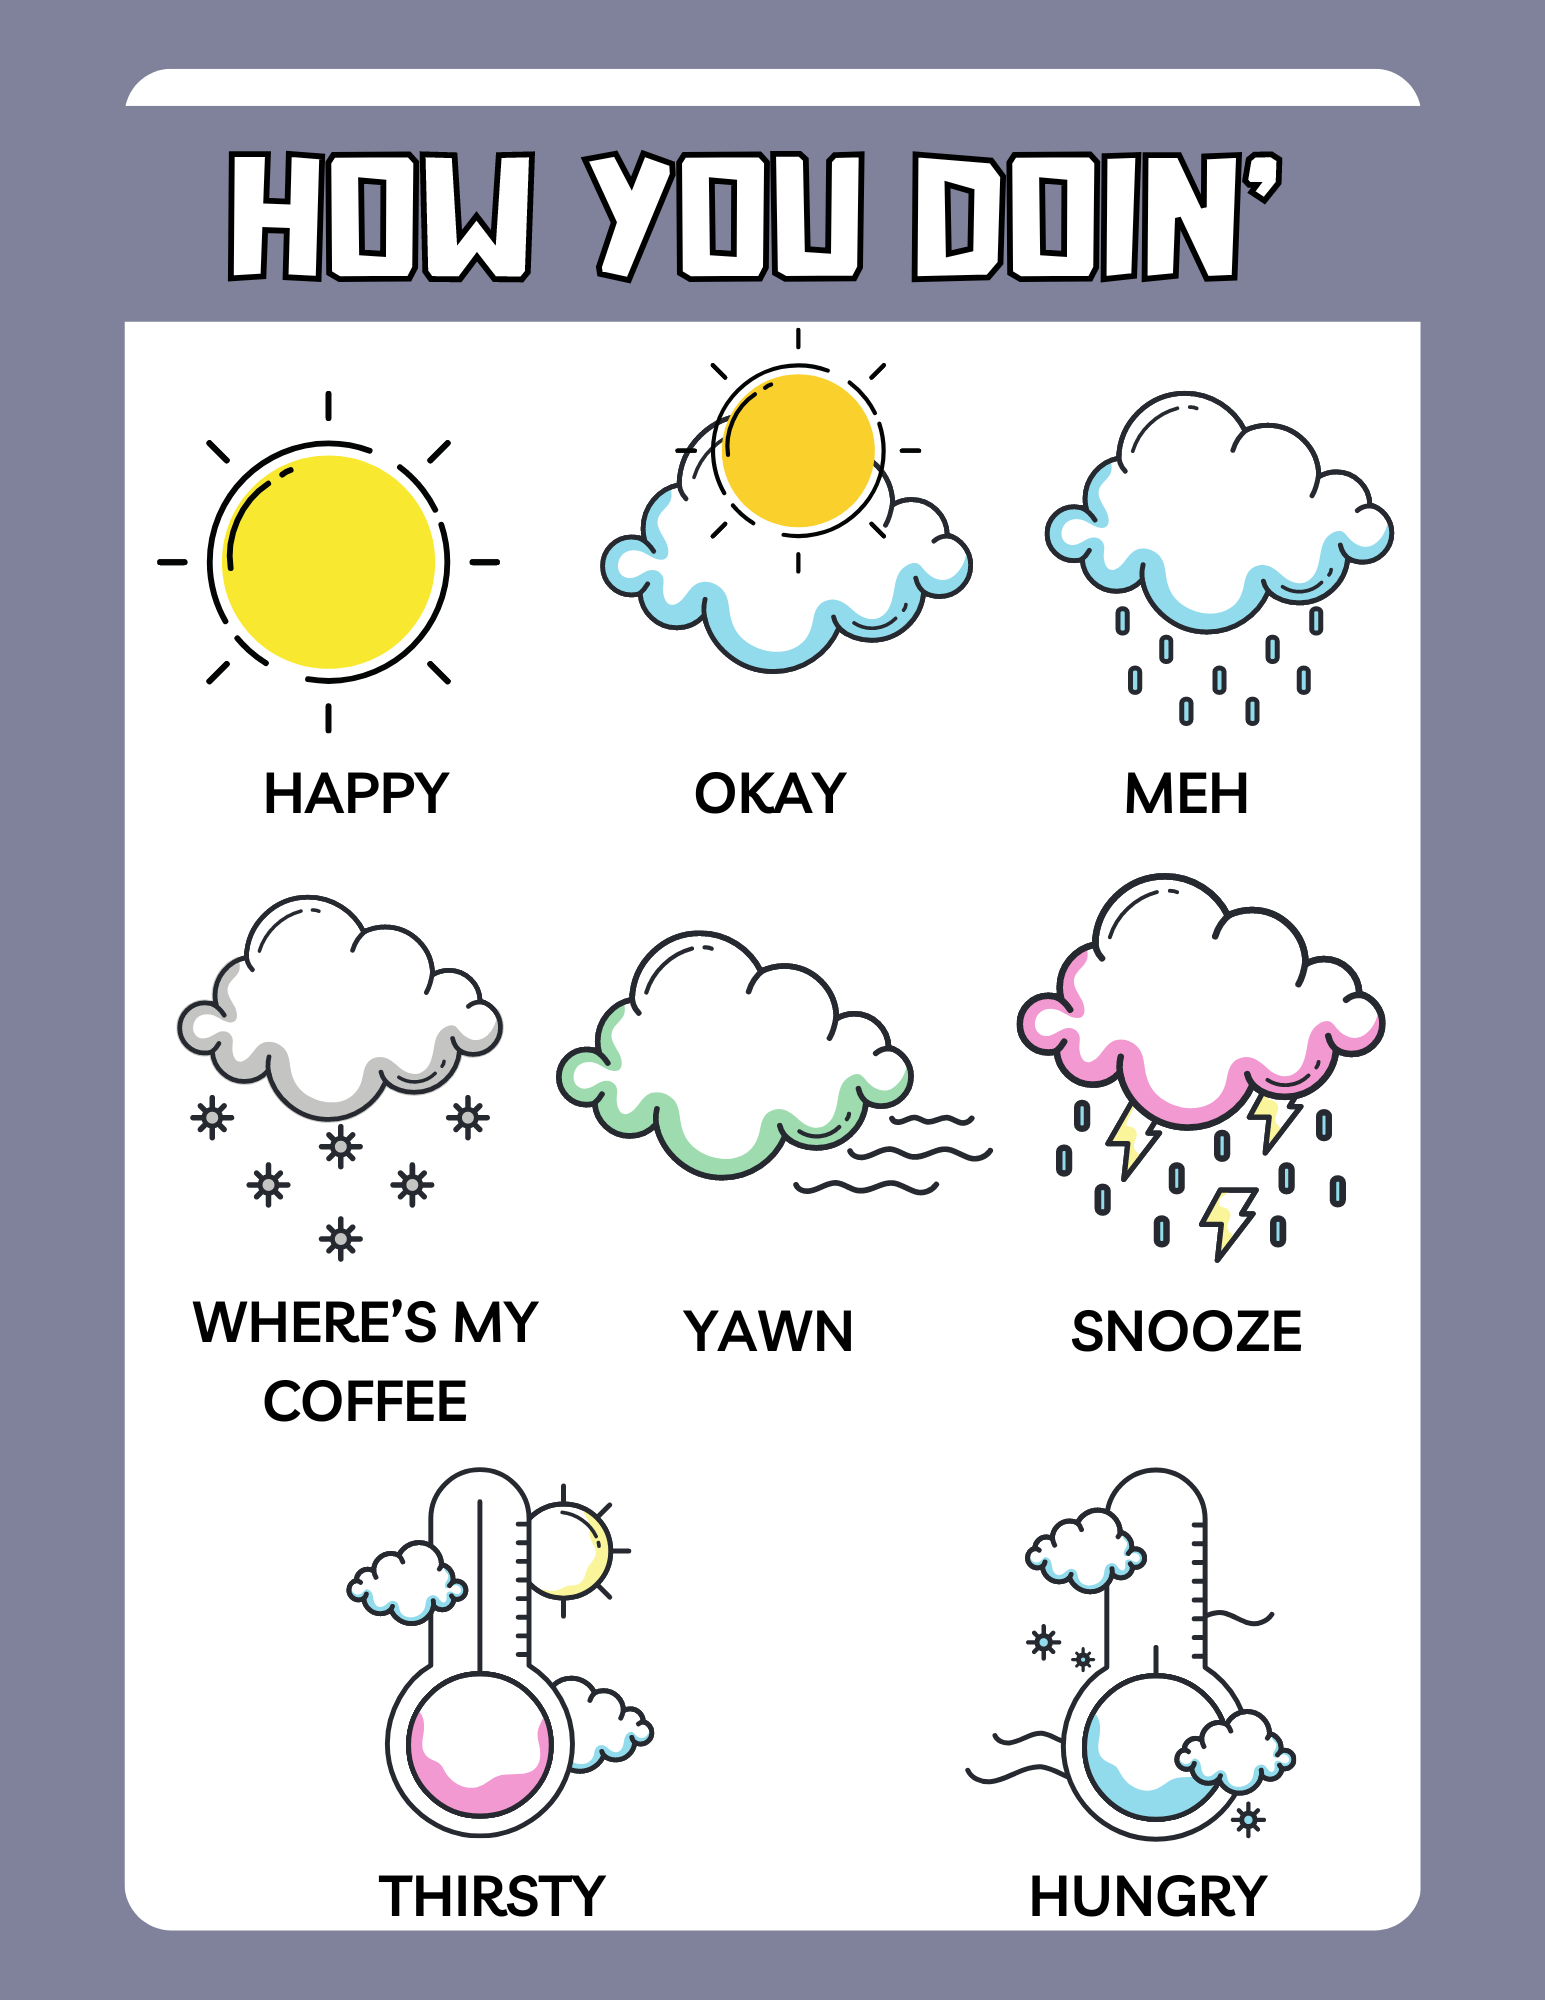 HOW YOU DOIN’
HAPPY
OKAY
MEH
WHERE’S MY
COFFEE
YAWN
SNOOZE
THIRSTY
HUNGRY